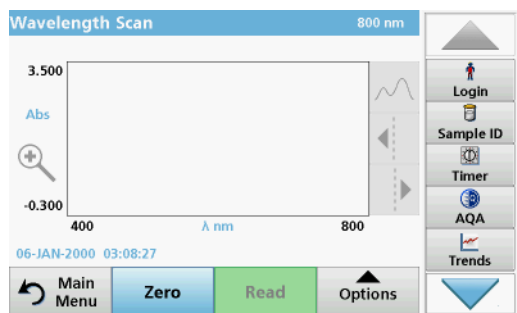 Wavelength Scan 800 nm
3.500
Abs
-0.300
400 λ nm 800
06-JAN-2000 03:08:27
Main
Menu
Zero
Read
Options
Login
Sample ID
Timer
AQA
Trends